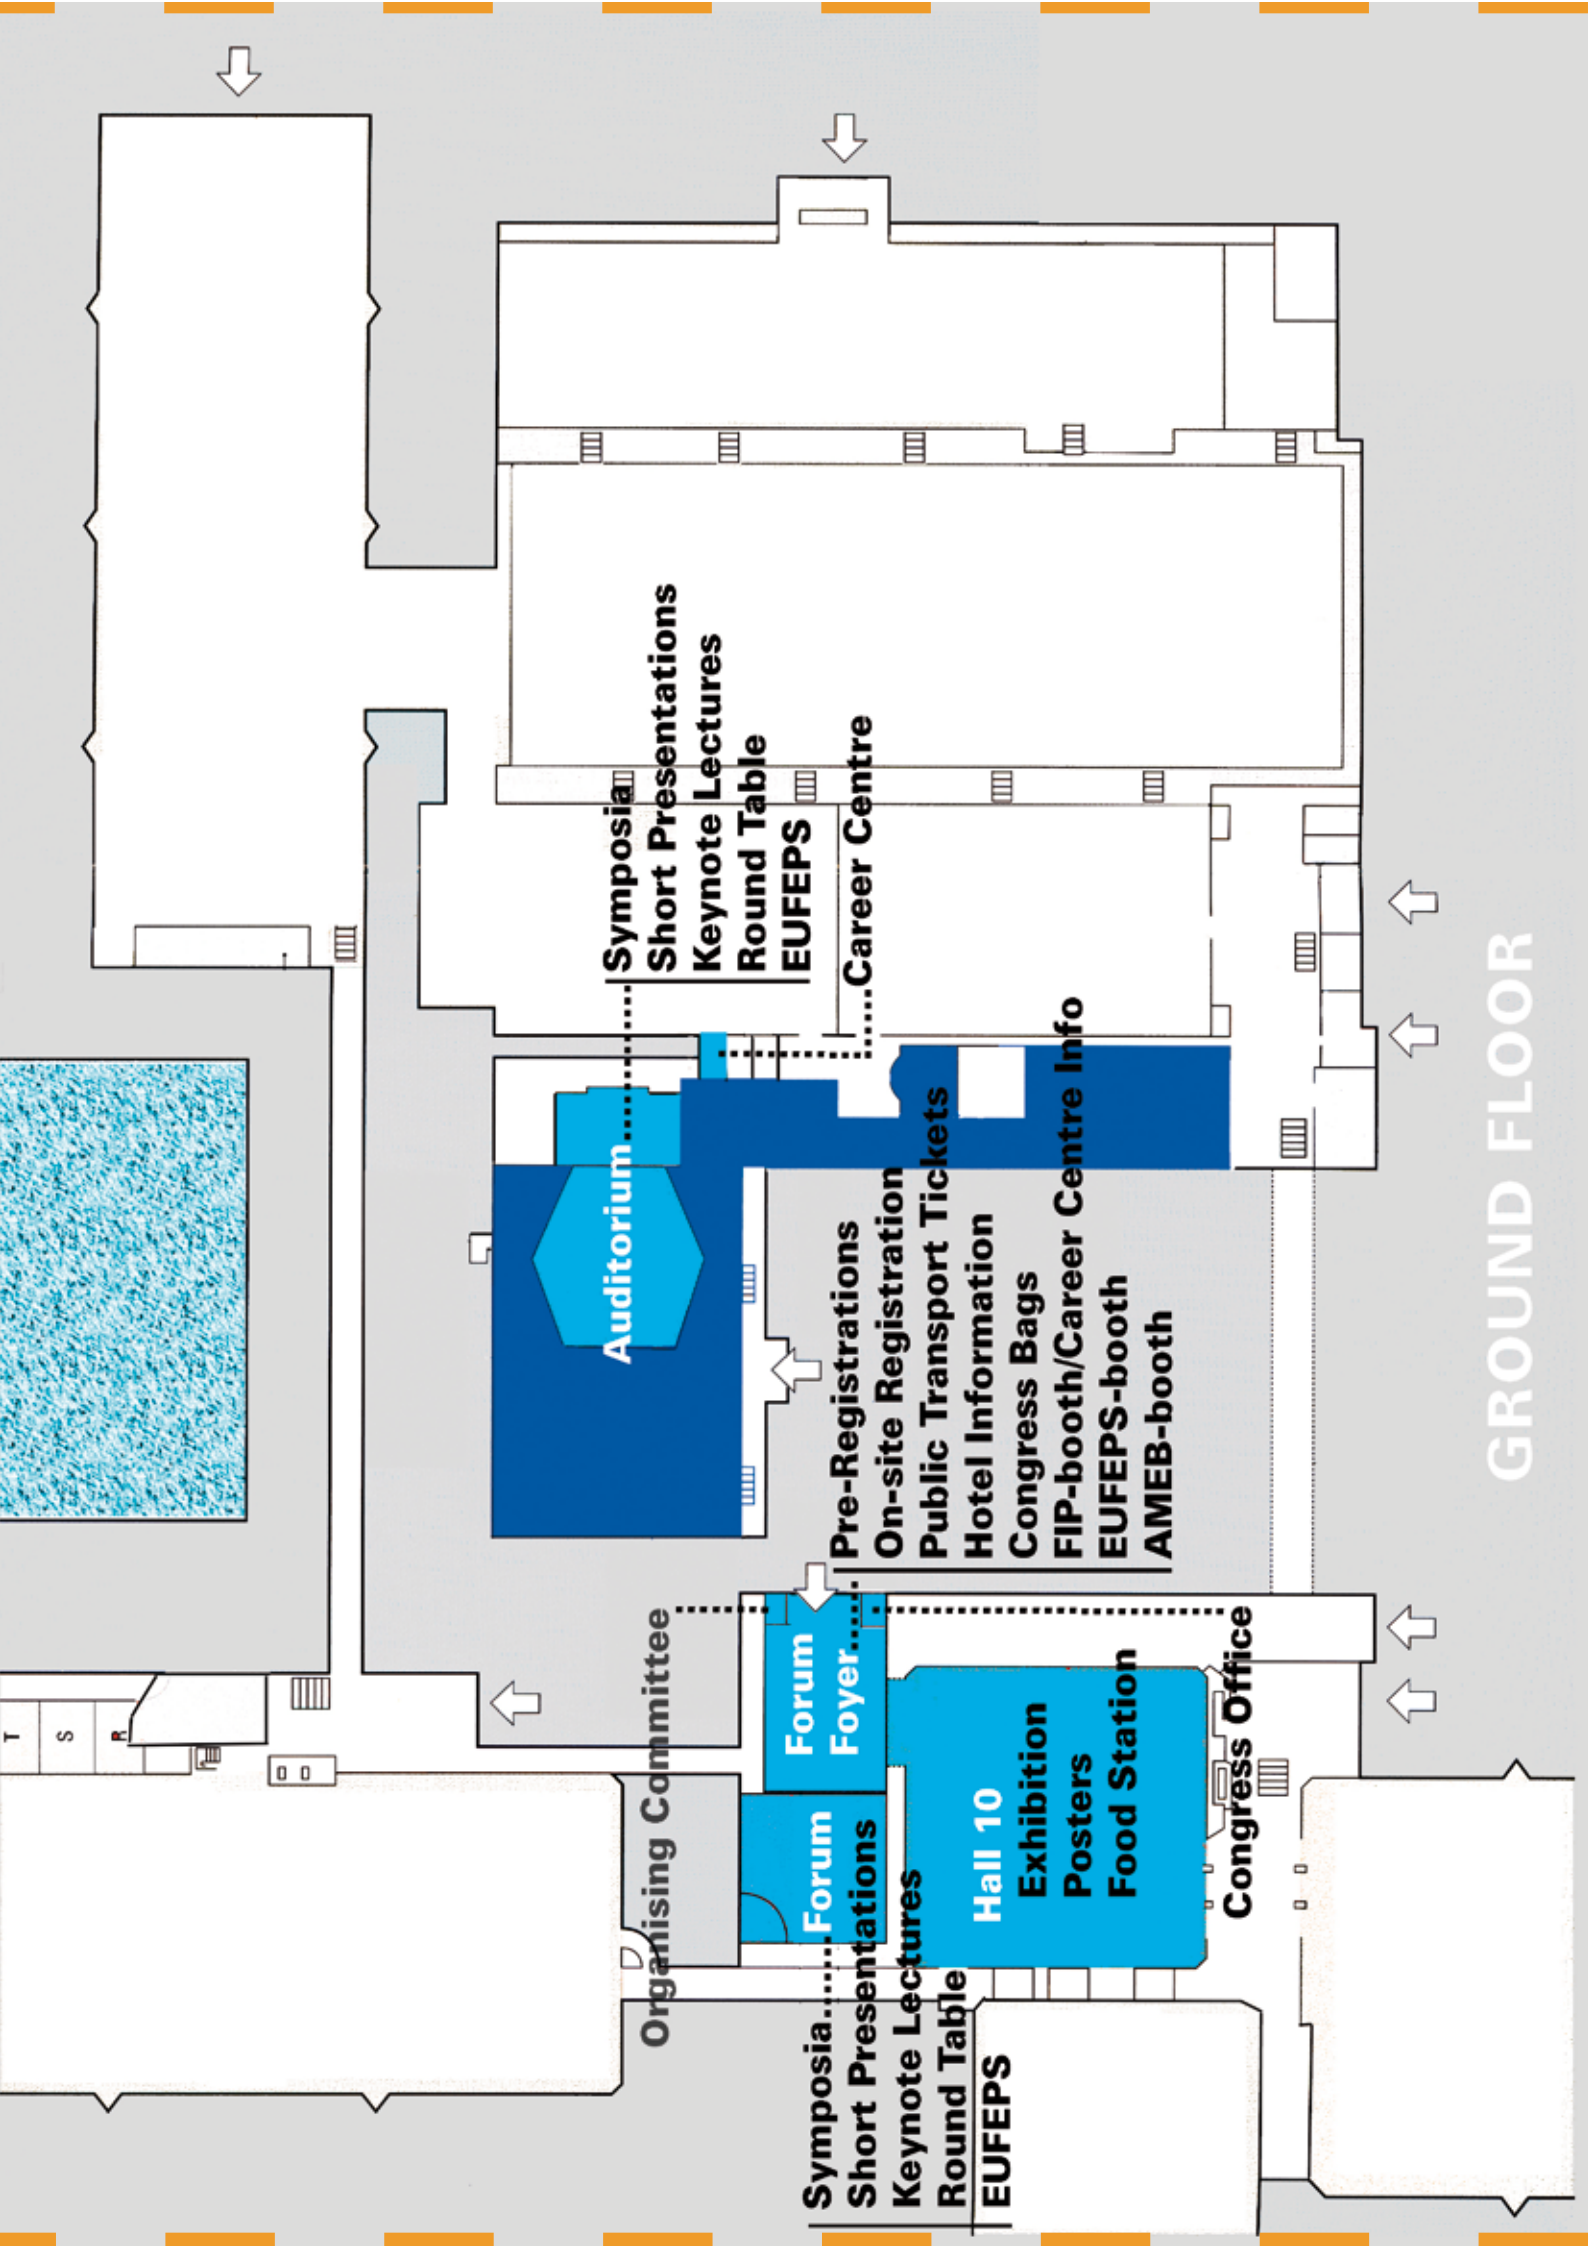 Symposia
Short Presentations
Keynote Lectures
Round Table
EUFEPS
Forum
Organising Committee
Forum
Foyer
Hall 10
Exhibition
Posters
Food Station
Congress Office
Pre-Registrations
On-site Registration
Public Transport Tickets
Hotel Information
Congress Bags
FIP-booth/Career Centre Info
EUFEPS-booth
AMEB-booth
Auditorium
Symposia
Short Presentations
Keynote Lectures
Round Table
EUFEPS
Career Centre
T
S
R
GROUND FLOOR